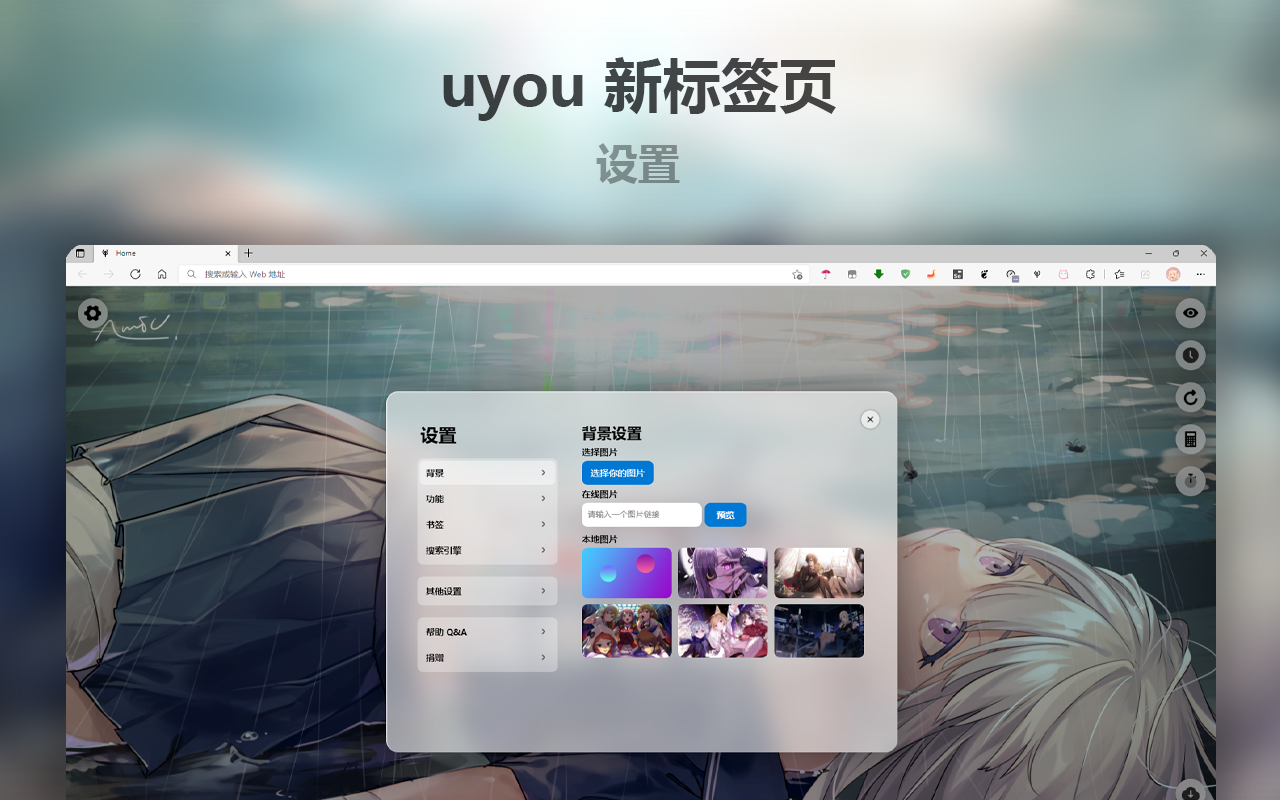 uyou 新标签页
设置
Home
搜索或输入 Web 地址
设置
背景
功能
书签
搜索引擎
其他设置
帮助 Q&A
捐赠
背景设置
选择图片
选择你的图片
在线图片
请输入一个图片链接
预览
本地图片